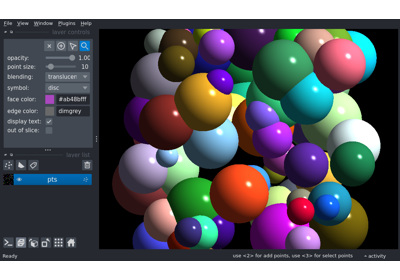 File View Window Plugins Help
layer controls
opacity: 1.00
point size: 10
blending: translucen
symbol: disc
face color: #ab48bfff
edge color: dimgrey
display text: ✓
out of slice:
layer list
pts
Ready use <2> for add points, use <3> for select points activity